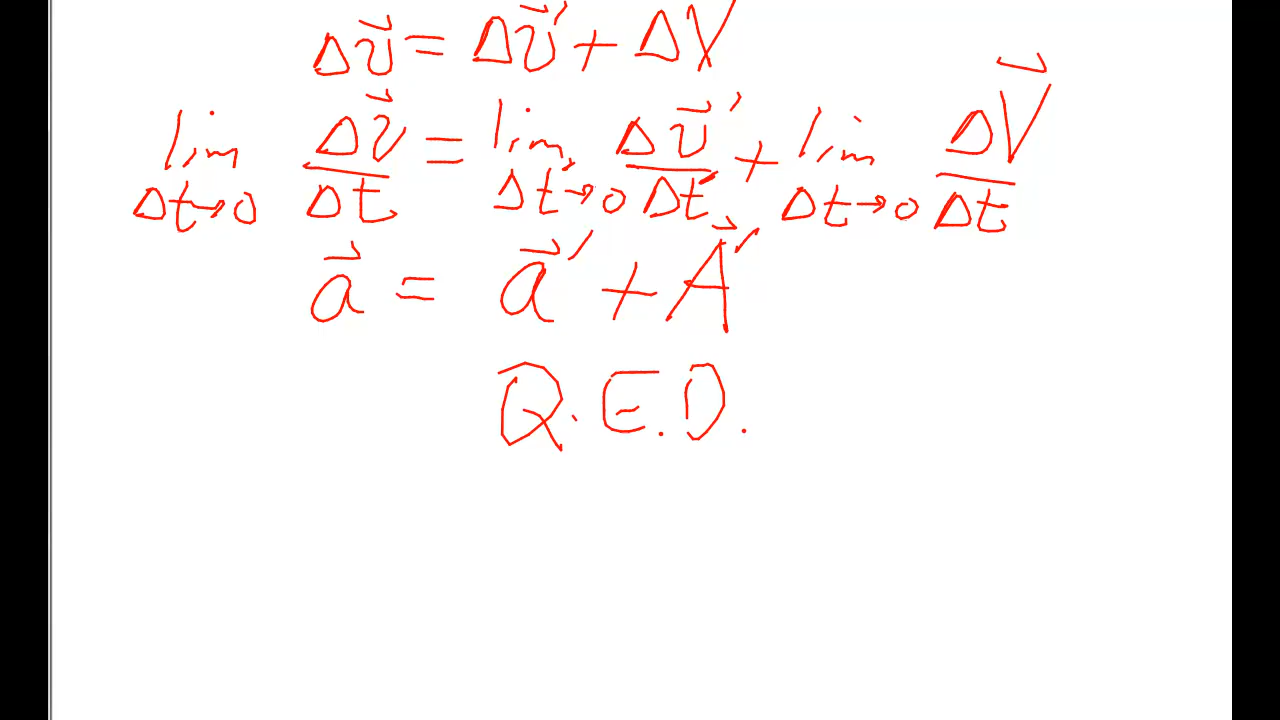 Δv⃗ = Δv⃗′ + ΔV
lim Δt→0 Δv⃗/Δt = lim Δt→0 Δv⃗′/Δt + lim Δt→0 ΔV⃗/Δt
a⃗ = a⃗′ + A⃗′
Q.E.D.